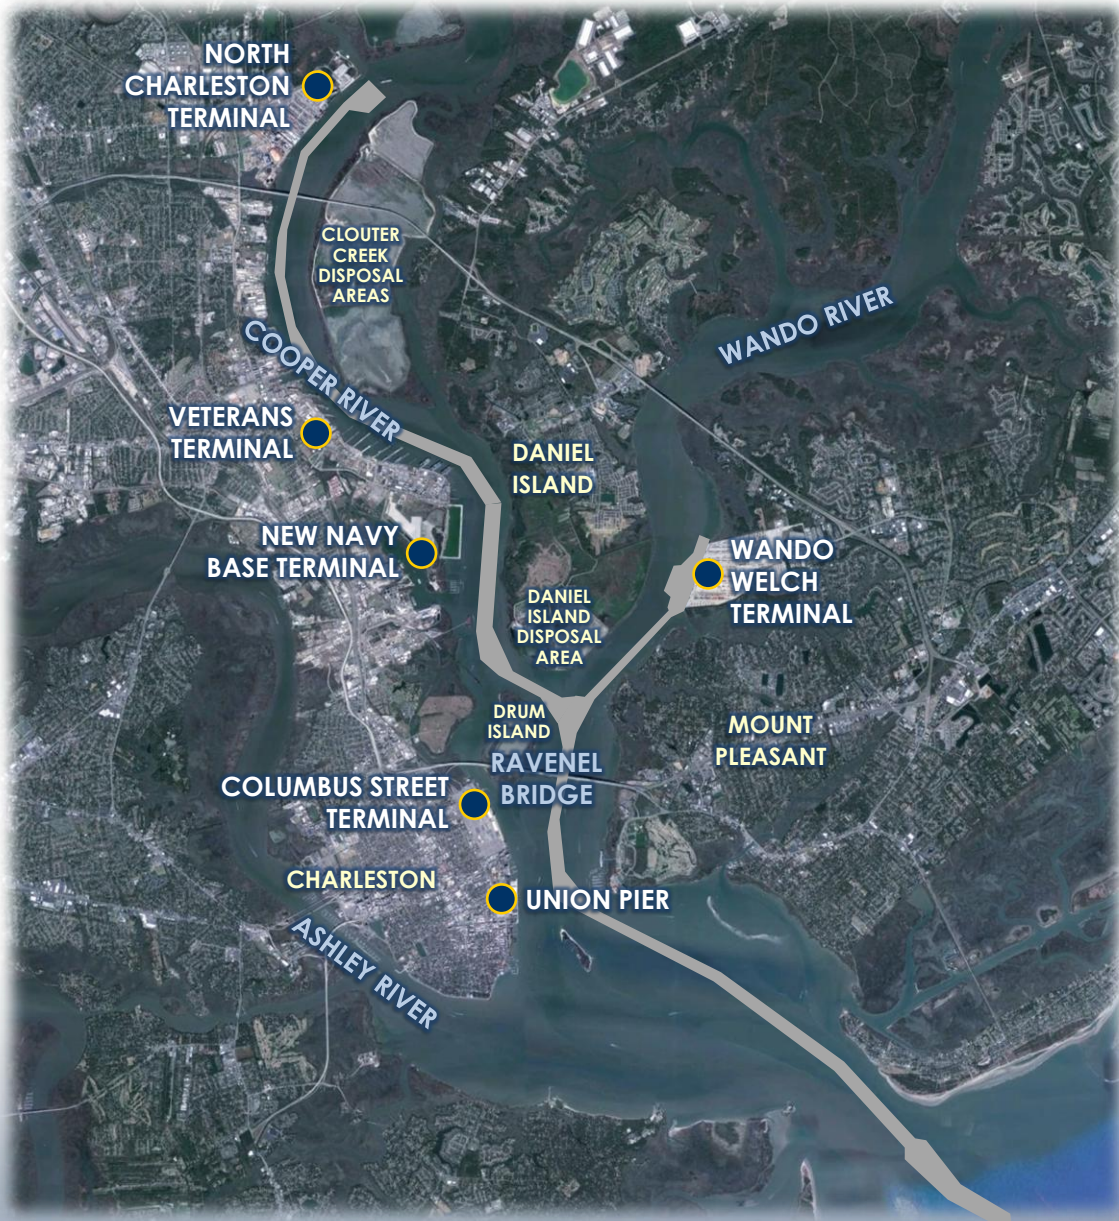 NORTH
CHARLESTON
TERMINAL
CLOUTER
CREEK
DISPOSAL
AREAS
WANDO RIVER
COOPER RIVER
VETERANS
TERMINAL
DANIEL
ISLAND
NEW NAVY
BASE TERMINAL
WANDO
WELCH
TERMINAL
DANIEL
ISLAND
DISPOSAL
AREA
DRUM
ISLAND
MOUNT
PLEASANT
RAVENEL
BRIDGE
COLUMBUS STREET
TERMINAL
CHARLESTON
UNION PIER
ASHLEY RIVER